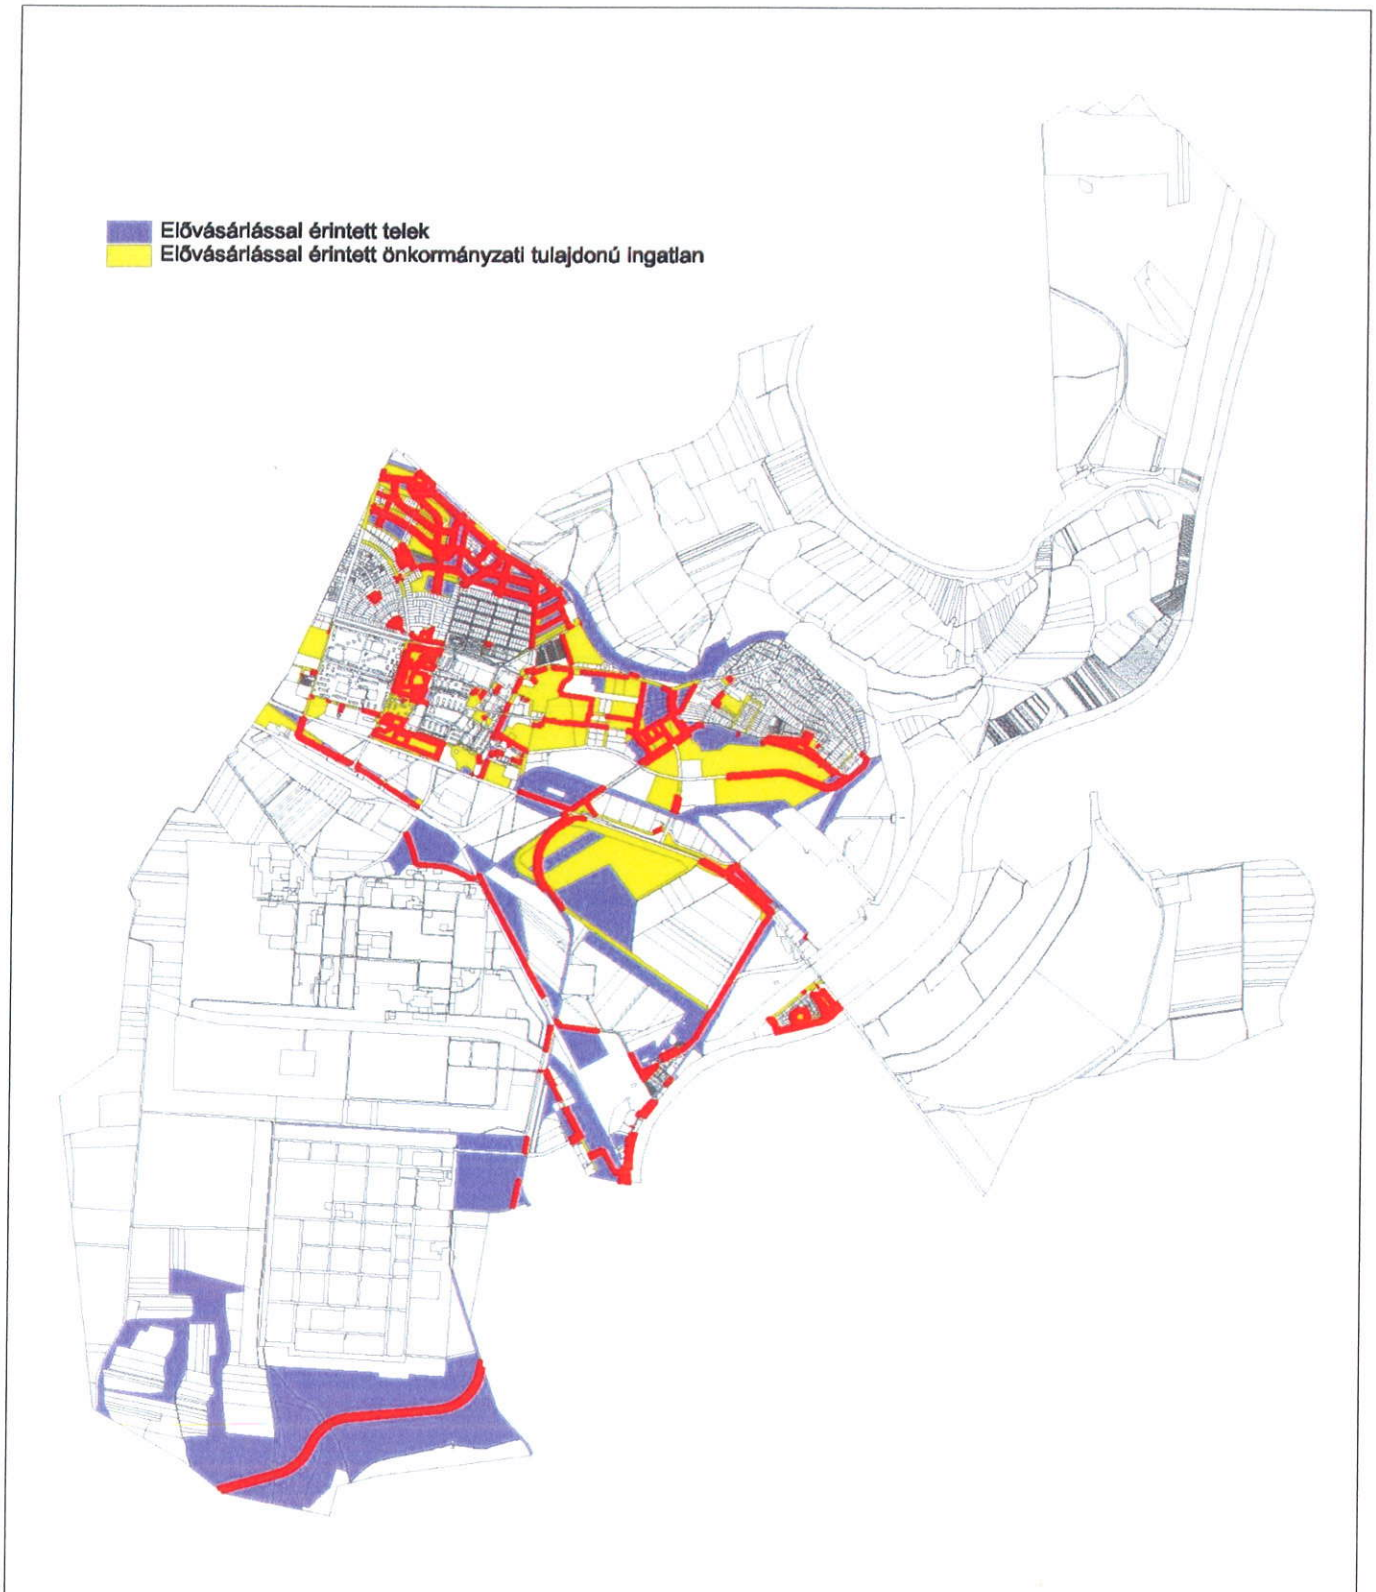 Elővásárlással érintett telek
Elővásárlással érintett önkormányzati tulajdonú ingatlan